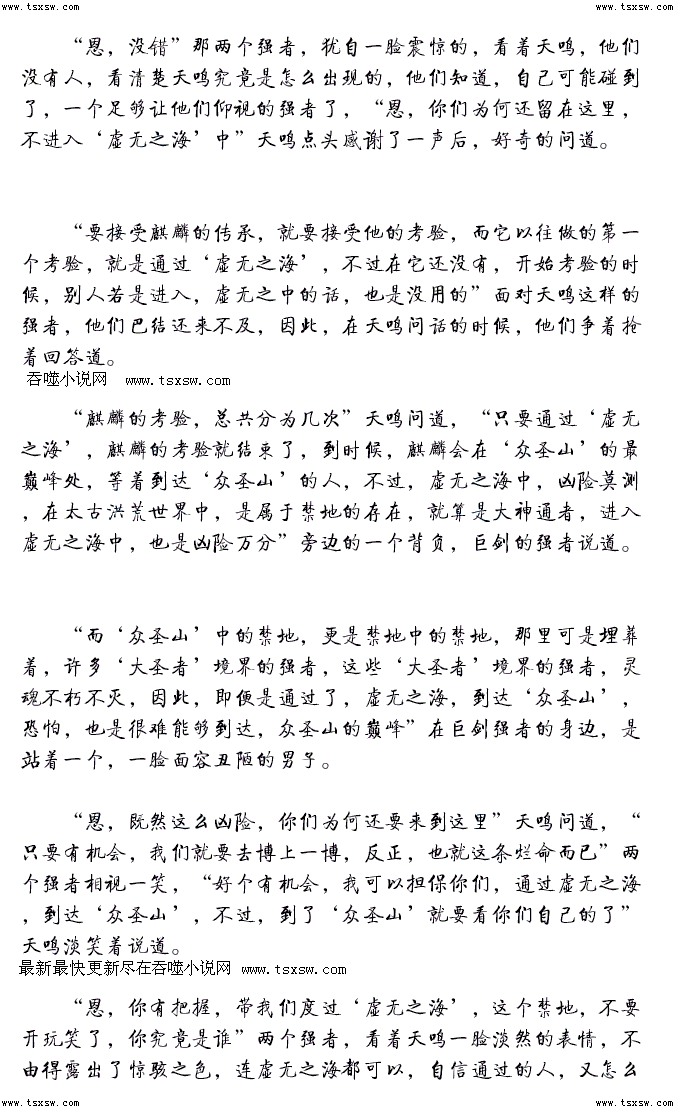 www.tsxsw.com www.tsxsw.com www.tsxsw.com
“恩，没错”那两个强者，犹自一脸震惊的，看着天鸣，他们
没有人，看清楚天鸣究竟是怎么出现的，他们知道，自己可能碰到
了，一个足够让他们仰视的强者了，“恩，你们为何还留在这里，
不进入‘虚无之海’中”天鸣点头感谢了一声后，好奇的问道。
“要接受麒麟的传承，就要接受他的考验，而它以往做的第一
个考验，就是通过‘虚无之海’，不过在它还没有，开始考验的时
候，别人若是进入，虚无之中的话，也是没用的”面对天鸣这样的
强者，他们巴结还来不及，因此，在天鸣问话的时候，他们争着抢
着回答道。
吞噬小说网 www.tsxsw.com
“麒麟的考验，总共分为几次”天鸣问道，“只要通过‘虚无
之海’，麒麟的考验就结束了，到时候，麒麟会在‘众圣山’的最
巅峰处，等着到达‘众圣山’的人，不过，虚无之海中，凶险莫测
，在太古洪荒世界中，是属于禁地的存在，就算是大神通者，进入
虚无之海中，也是凶险万分”旁边的一个背负，巨剑的强者说道。
“而‘众圣山’中的禁地，更是禁地中的禁地，那里可是埋葬
着，许多‘大圣者’境界的强者，这些‘大圣者’境界的强者，灵
魂不朽不灭，因此，即便是通过了，虚无之海，到达‘众圣山’，
恐怕，也是很难能够到达，众圣山的巅峰”在巨剑强者的身边，是
站着一个，一脸面容丑陋的男子。
“恩，既然这么凶险，你们为何还要来到这里”天鸣问道，“
只要有机会，我们就要去博上一博，反正，也就这条烂命而已”两
个强者相视一笑，“好个有机会，我可以担保你们，通过虚无之海
，到达‘众圣山’，不过，到了‘众圣山’就要看你们自己的了”
天鸣淡笑着说道。
最新最快更新尽在吞噬小说网 www.tsxsw.com
“恩，你有把握，带我们度过‘虚无之海’，这个禁地，不要
开玩笑了，你究竟是谁”两个强者，看着天鸣一脸淡然的表情，不
由得露出了惊骇之色，连虚无之海都可以，自信通过的人，又怎么
www.tsxsw.com www.tsxsw.com www.tsxsw.com